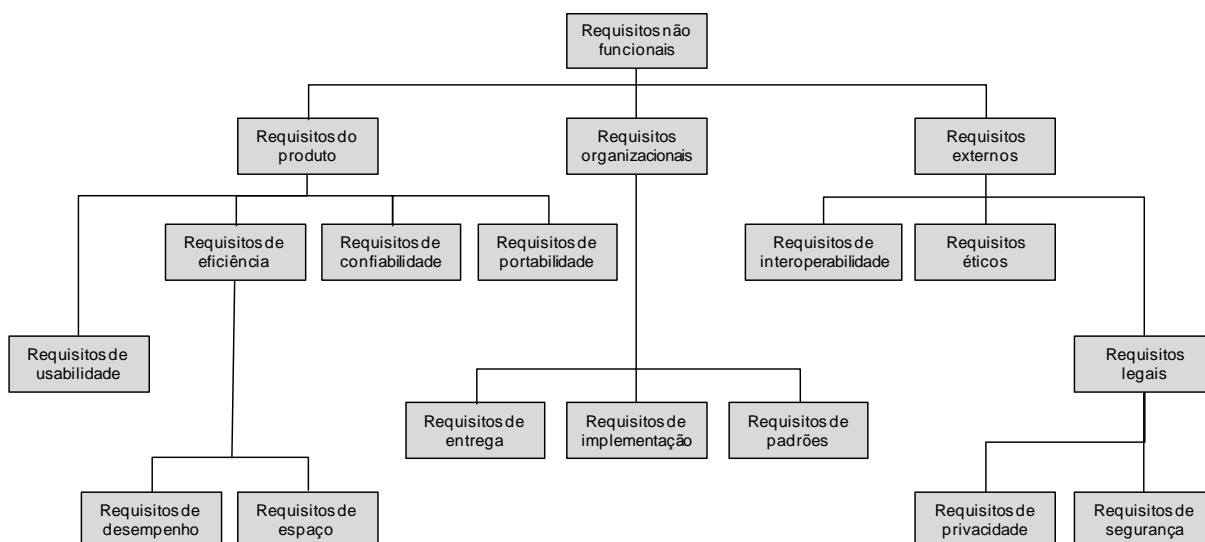 Requisitos não
funcionais
Requisitos do
produto
Requisitos
organizacionais
Requisitos
externos
Requisitos de
eficiência
Requisitos de
confiabilidade
Requisitos de
portabilidade
Requisitos de
interoperabilidade
Requisitos
éticos
Requisitos de
usabilidade
Requisitos
legais
Requisitos de
entrega
Requisitos de
implementação
Requisitos de
padrões
Requisitos de
desempenho
Requisitos de
espaço
Requisitos de
privacidade
Requisitos de
segurança